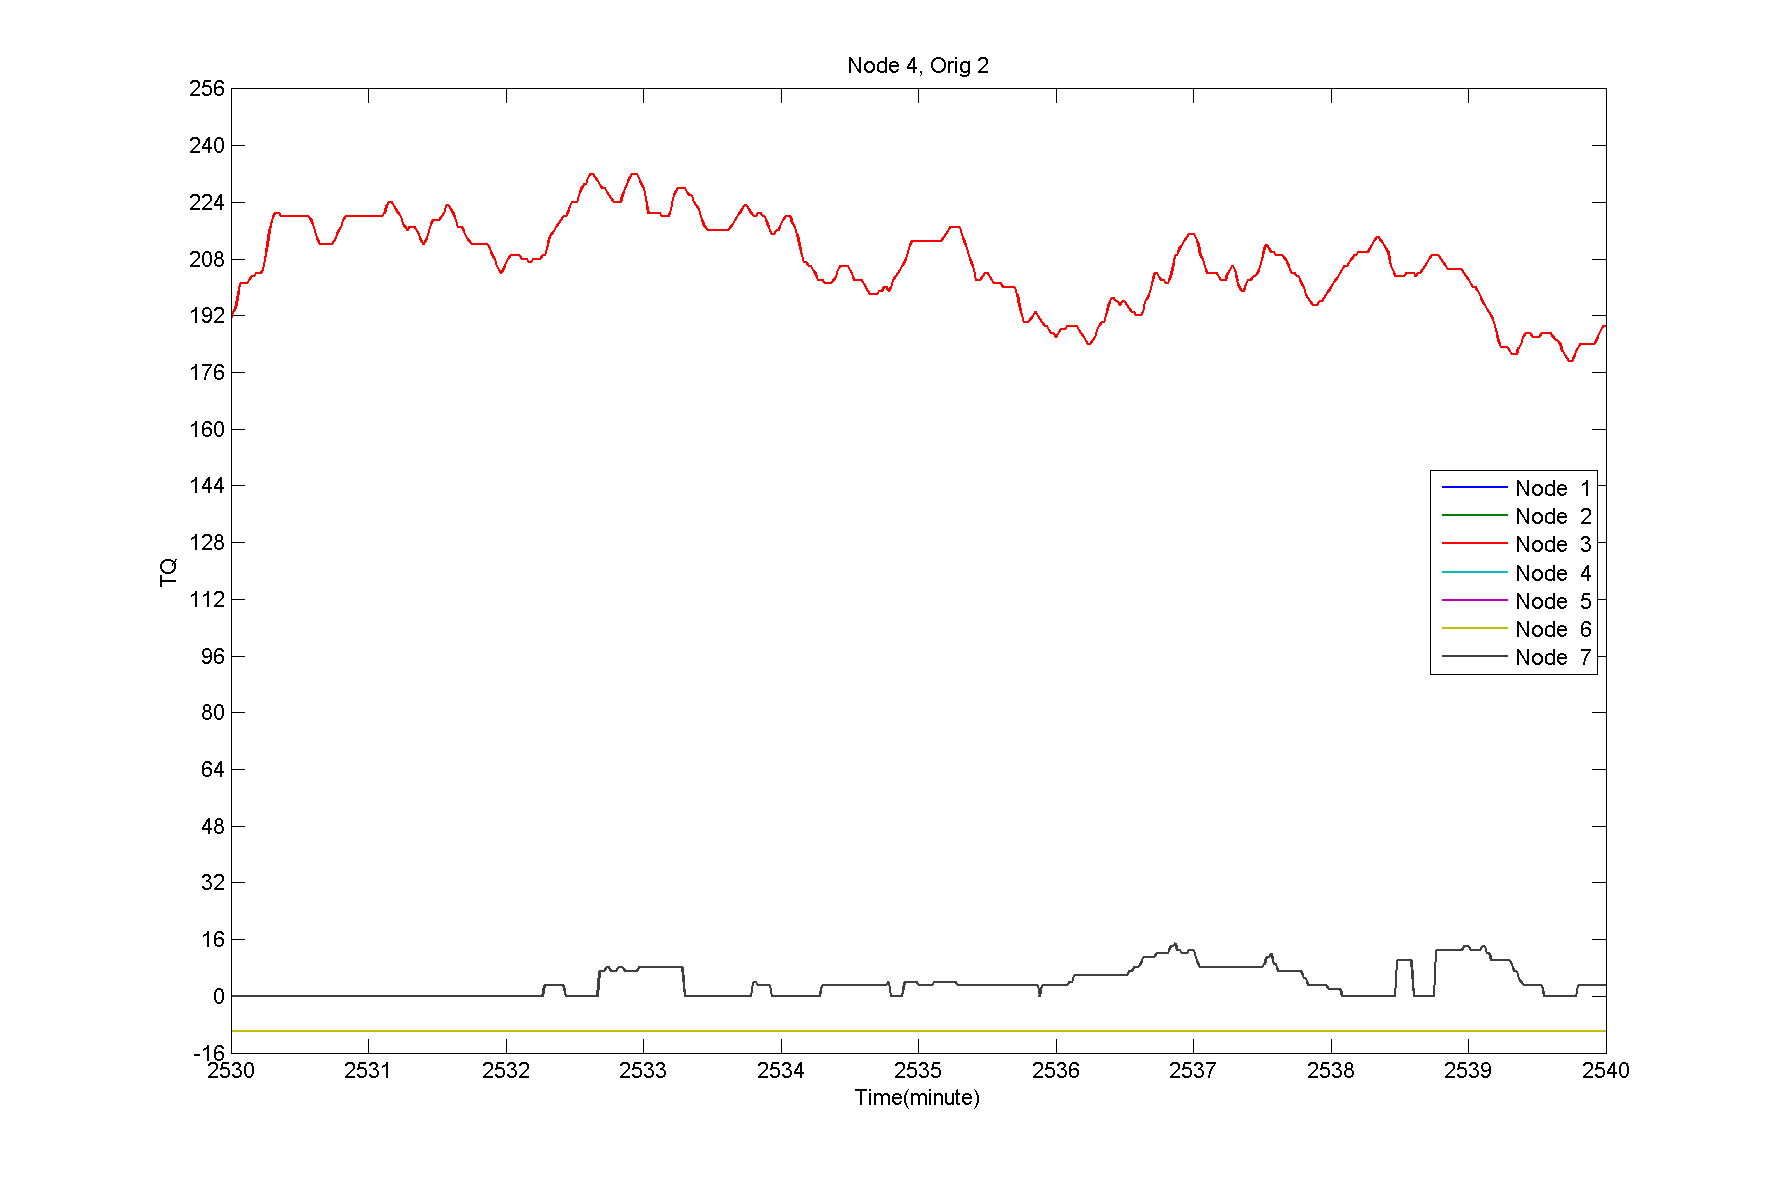 Node 4, Orig 2
256
240
224
208
192
176
160
144
128
112
96
80
64
48
32
16
0
-16
TQ
Node 1
Node 2
Node 3
Node 4
Node 5
Node 6
Node 7
2530 2531 2532 2533 2534 2535 2536 2537 2538 2539 2540
Time(minute)